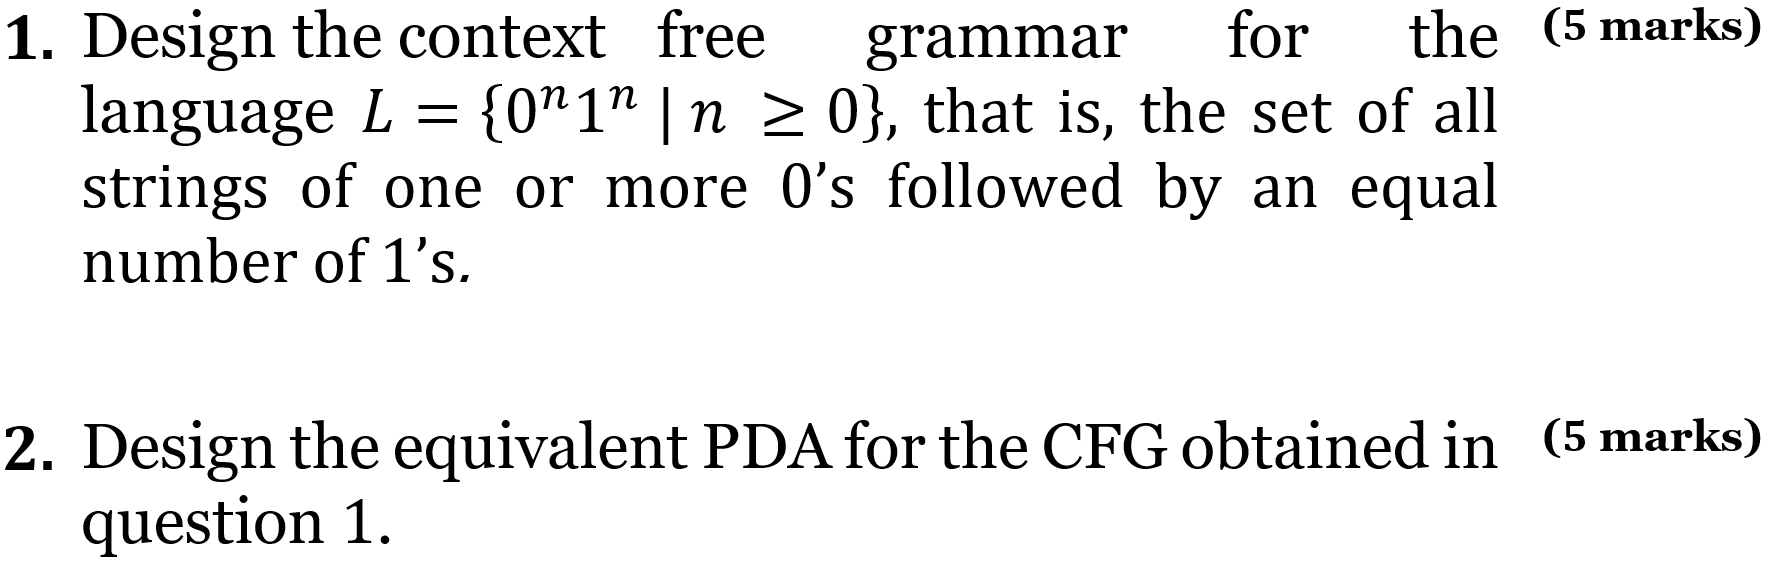 1. Design the context free grammar for the (5 marks)
language L = {0ⁿ1ⁿ | n ≥ 0}, that is, the set of all
strings of one or more 0’s followed by an equal
number of 1’s.
2. Design the equivalent PDA for the CFG obtained in (5 marks)
question 1.